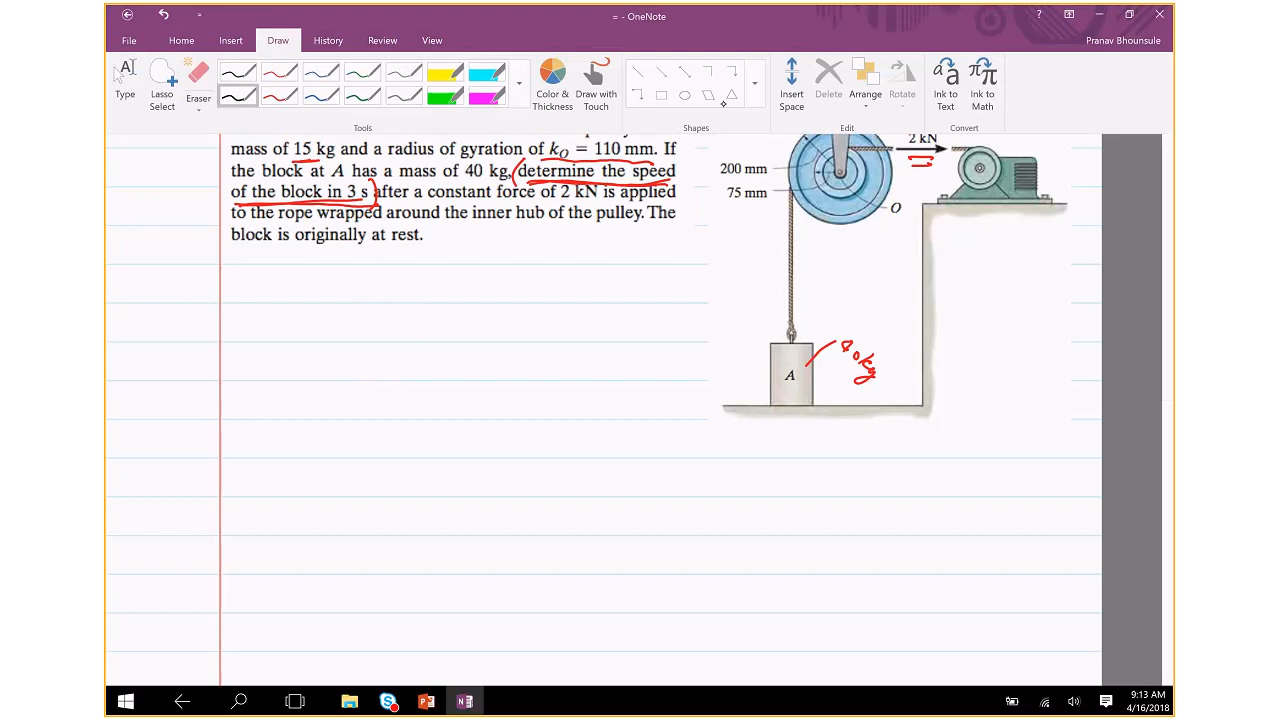 = - OneNote
?
File Home Insert Draw History Review View
Pranav Bhounsule
Type
Lasso Select
Eraser
Color & Thickness
Draw with Touch
Insert Space
Delete
Arrange
Rotate
Ink to Text
Ink to Math
Tools
Shapes
Edit
Convert
mass of 15 kg and a radius of gyration of kO = 110 mm. If
the block at A has a mass of 40 kg, determine the speed
of the block in 3 s after a constant force of 2 kN is applied
to the rope wrapped around the inner hub of the pulley. The
block is originally at rest.
2 kN
200 mm
75 mm
O
A
40kg
9:13 AM
4/16/2018